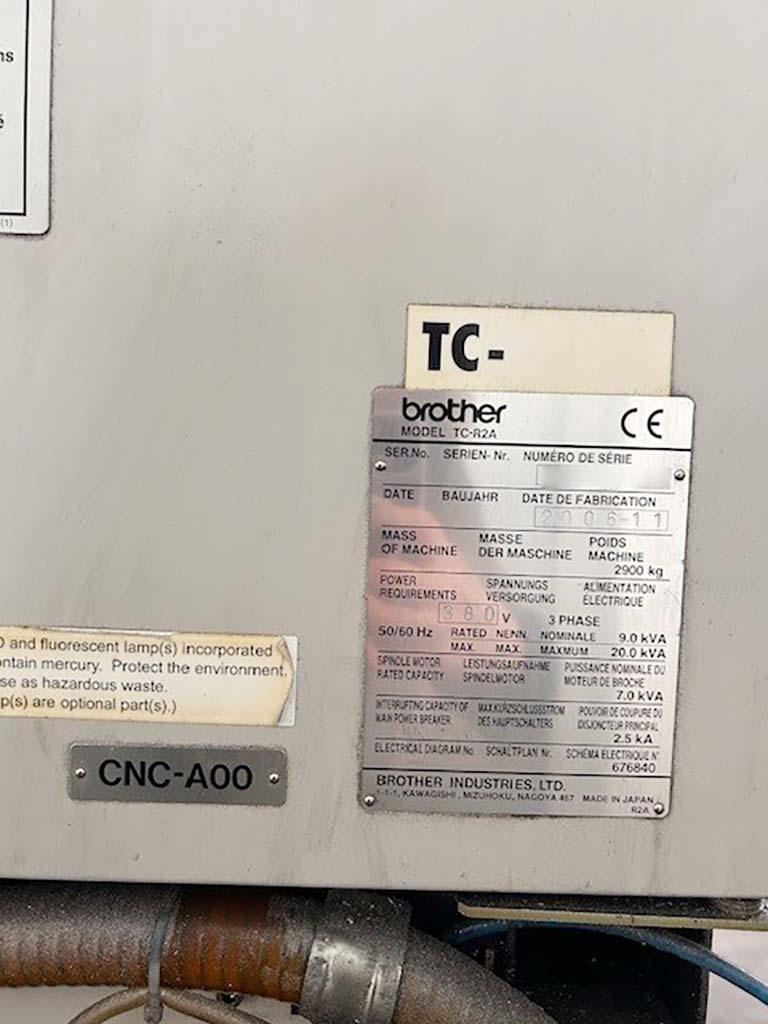 ns
é
(1)
TC-
brother
CE
MODEL TC-R2A
SER.No. SERIEN-Nr. NUMÉRO DE SÉRIE
DATE BAUJAHR DATE DE FABRICATION
2006-11
MASS OF MACHINE MASSE DER MASCHINE POIDS MACHINE
2900 kg
POWER REQUIREMENTS SPANNUNGS VERSORGUNG ALIMENTATION ÉLECTRIQUE
380 V 3 PHASE
50/60 Hz RATED NENN. NOMINALE 9.0 kVA
MAX. MAX. MAXMUM 20.0 kVA
SPINDLE MOTOR RATED CAPACITY LEISTUNGSAUFNAHME SPINDELMOTOR PUISSANCE NOMINALE DU MOTEUR DE BROCHE
7.0 kVA
INTERRUPTING CAPACITY OF MAIN POWER BREAKER MAX.KURZSCHLUSSSTROM DES HAUPTSCHALTERS POUVOIR DE COUPURE DU DISJONCTEUR PRINCIPAL
2.5 kA
ELECTRICAL DIAGRAM No. SCHALTPLAN Nr. SCHÉMA ÉLECTRIQUE N°
676840
BROTHER INDUSTRIES, LTD.
1-1-1, KAWAGISHI, MIZUHOKU, NAGOYA 467 MADE IN JAPAN
R2A
and fluorescent lamp(s) incorporated
ontain mercury. Protect the environment.
se as hazardous waste.
p(s) are optional part(s).)
CNC-A00